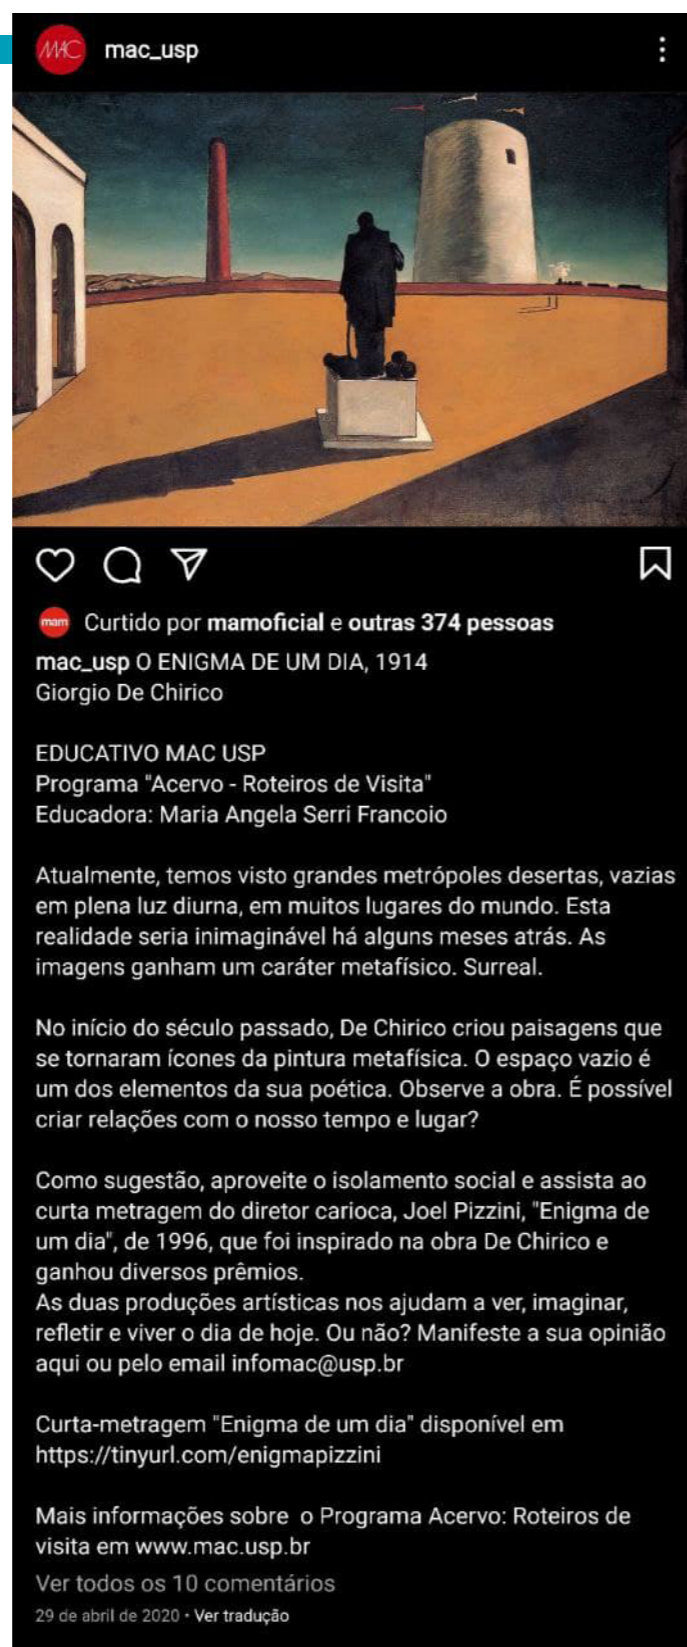 MAC mac_usp
mam Curtido por mamoficial e outras 374 pessoas
mac_usp O ENIGMA DE UM DIA, 1914
Giorgio De Chirico
EDUCATIVO MAC USP
Programa "Acervo - Roteiros de Visita"
Educadora: Maria Angela Serri Francoio
Atualmente, temos visto grandes metrópoles desertas, vazias
em plena luz diurna, em muitos lugares do mundo. Esta
realidade seria inimaginável há alguns meses atrás. As
imagens ganham um caráter metafísico. Surreal.
No início do século passado, De Chirico criou paisagens que
se tornaram ícones da pintura metafísica. O espaço vazio é
um dos elementos da sua poética. Observe a obra. É possível
criar relações com o nosso tempo e lugar?
Como sugestão, aproveite o isolamento social e assista ao
curta metragem do diretor carioca, Joel Pizzini, "Enigma de
um dia", de 1996, que foi inspirado na obra De Chirico e
ganhou diversos prêmios.
As duas produções artísticas nos ajudam a ver, imaginar,
refletir e viver o dia de hoje. Ou não? Manifeste a sua opinião
aqui ou pelo email infomac@usp.br
Curta-metragem "Enigma de um dia" disponível em
https://tinyurl.com/enigmapizzini
Mais informações sobre  o Programa Acervo: Roteiros de
visita em www.mac.usp.br
Ver todos os 10 comentários
29 de abril de 2020 • Ver tradução